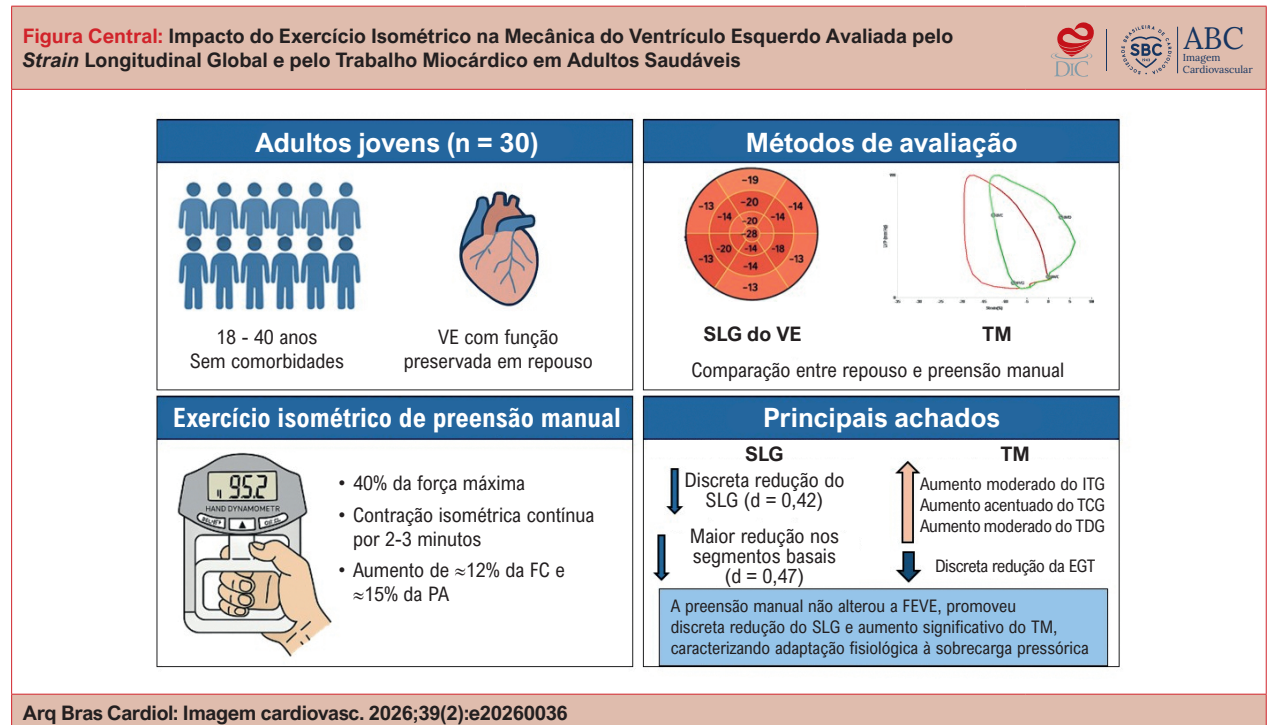 Figura Central: Impacto do Exercício Isométrico na Mecânica do Ventrículo Esquerdo Avaliada pelo
Strain Longitudinal Global e pelo Trabalho Miocárdico em Adultos Saudáveis
DIC
SOCIEDADE BRASILEIRA DE CARDIOLOGIA
SBC
ABC
Imagem
Cardiovascular
Adultos jovens (n = 30)
18 - 40 anos
Sem comorbidades
VE com função
preservada em repouso
Métodos de avaliação
-19
-13
-20
-14
-14
-14
-20
-28
-20
-14
-18
-13
-13
-14
-13
SLG do VE
TM
Comparação entre repouso e preensão manual
Exercício isométrico de preensão manual
95.2
HAND DYNAMOMETR
• 40% da força máxima
• Contração isométrica contínua
por 2-3 minutos
• Aumento de ≈12% da FC e
≈15% da PA
Principais achados
SLG
Discreta redução do
SLG (d = 0,42)
Maior redução nos
segmentos basais
(d = 0,47)
TM
Aumento moderado do ITG
Aumento acentuado do TCG
Aumento moderado do TDG
Discreta redução da EGT
A preensão manual não alterou a FEVE, promoveu
discreta redução do SLG e aumento significativo do TM,
caracterizando adaptação fisiológica à sobrecarga pressórica
Arq Bras Cardiol: Imagem cardiovasc. 2026;39(2):e20260036